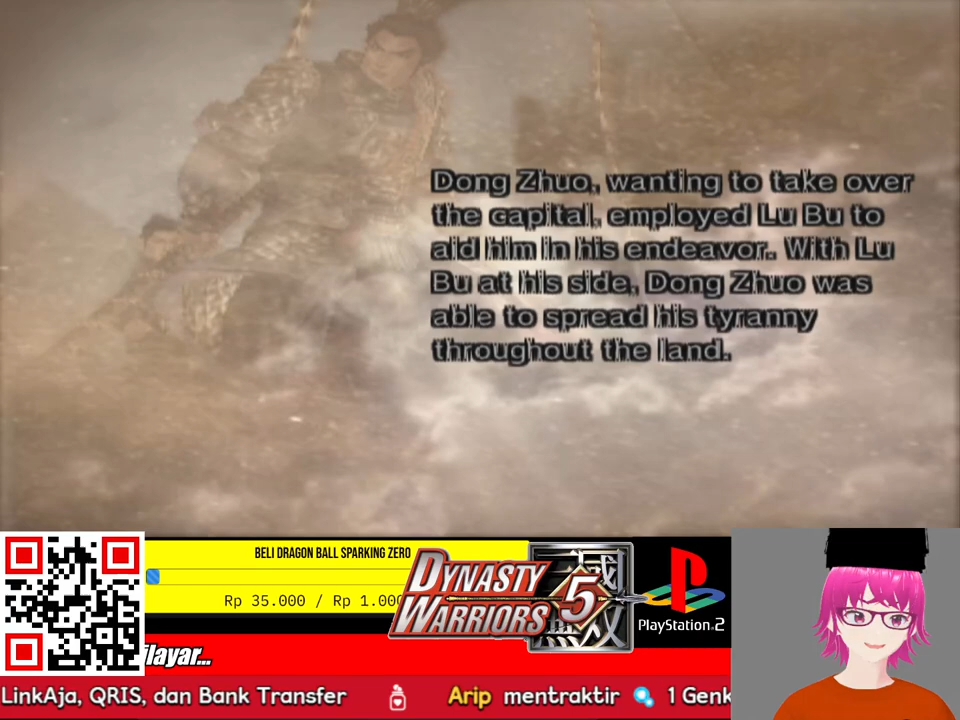 Dong Zhuo, wanting to take over
the capital, employed Lu Bu to
aid him in his endeavor. With Lu
Bu at his side, Dong Zhuo was
able to spread his tyranny
throughout the land.
BELI DRAGON BALL SPARKING ZERO
Rp 35.000 / Rp 1.000
DYNASTY
WARRIORS 5
PlayStation.2
ilayar...
LinkAja, QRIS, dan Bank Transfer
Arip mentraktir 1 Genk